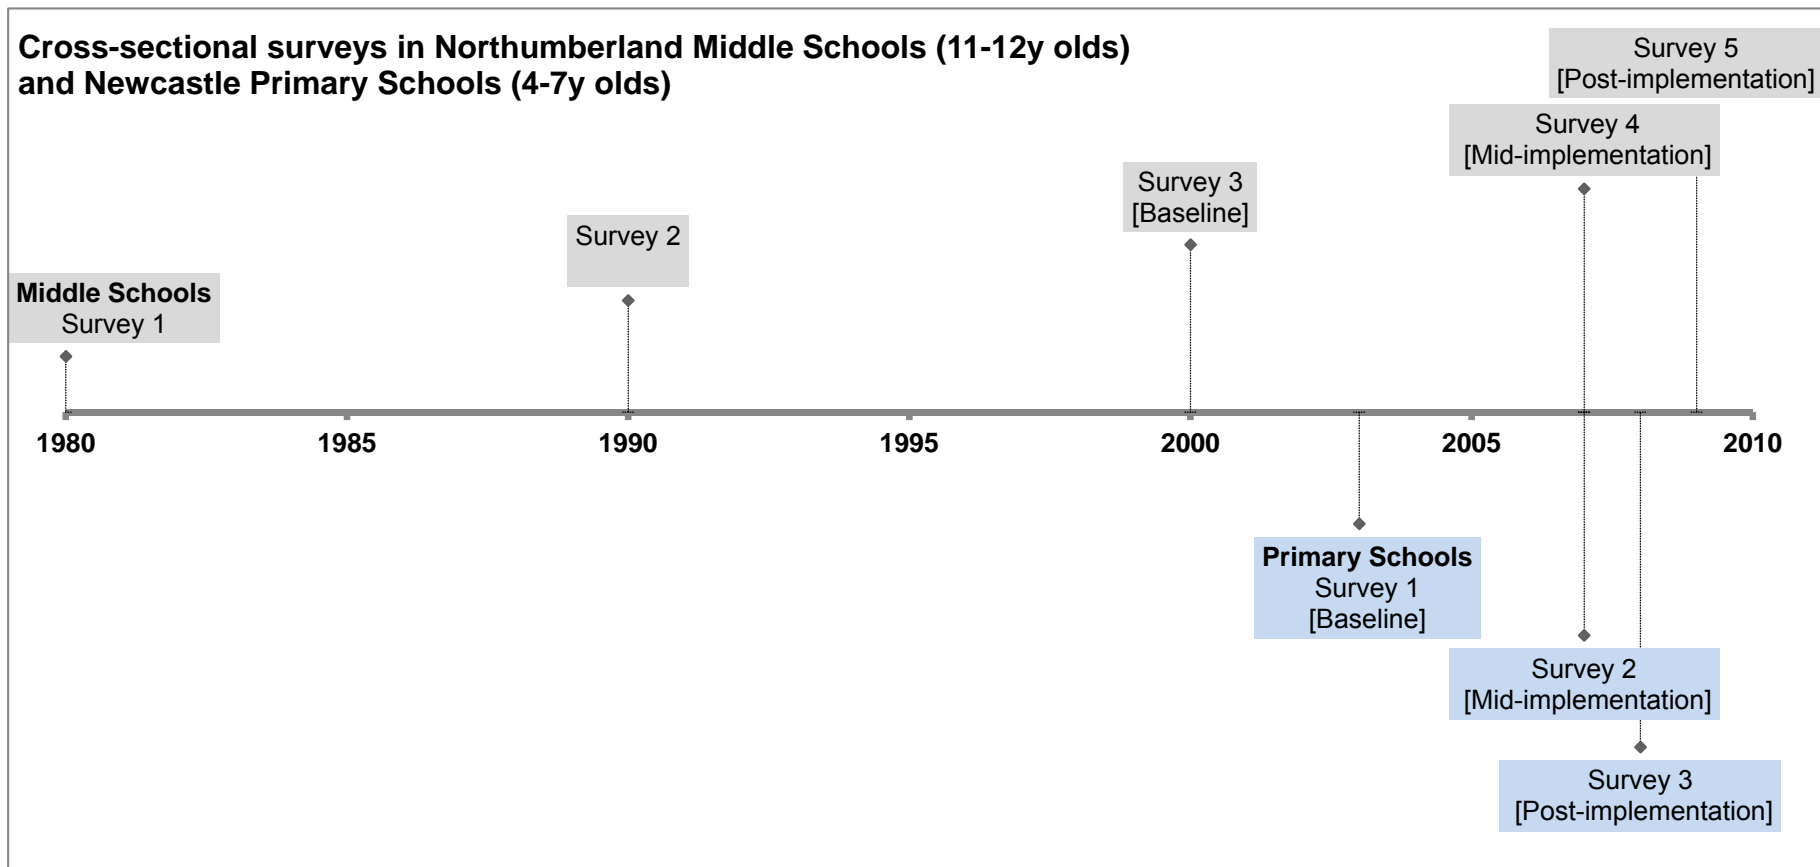 Cross-sectional surveys in Northumberland Middle Schools (11-12y olds)
and Newcastle Primary Schools (4-7y olds)
Survey 5
[Post-implementation]
Survey 4
[Mid-implementation]
Survey 3
[Baseline]
Survey 2
Middle Schools
Survey 1
1980 1985 1990 1995 2000 2005 2010
Primary Schools
Survey 1
[Baseline]
Survey 2
[Mid-implementation]
Survey 3
[Post-implementation]